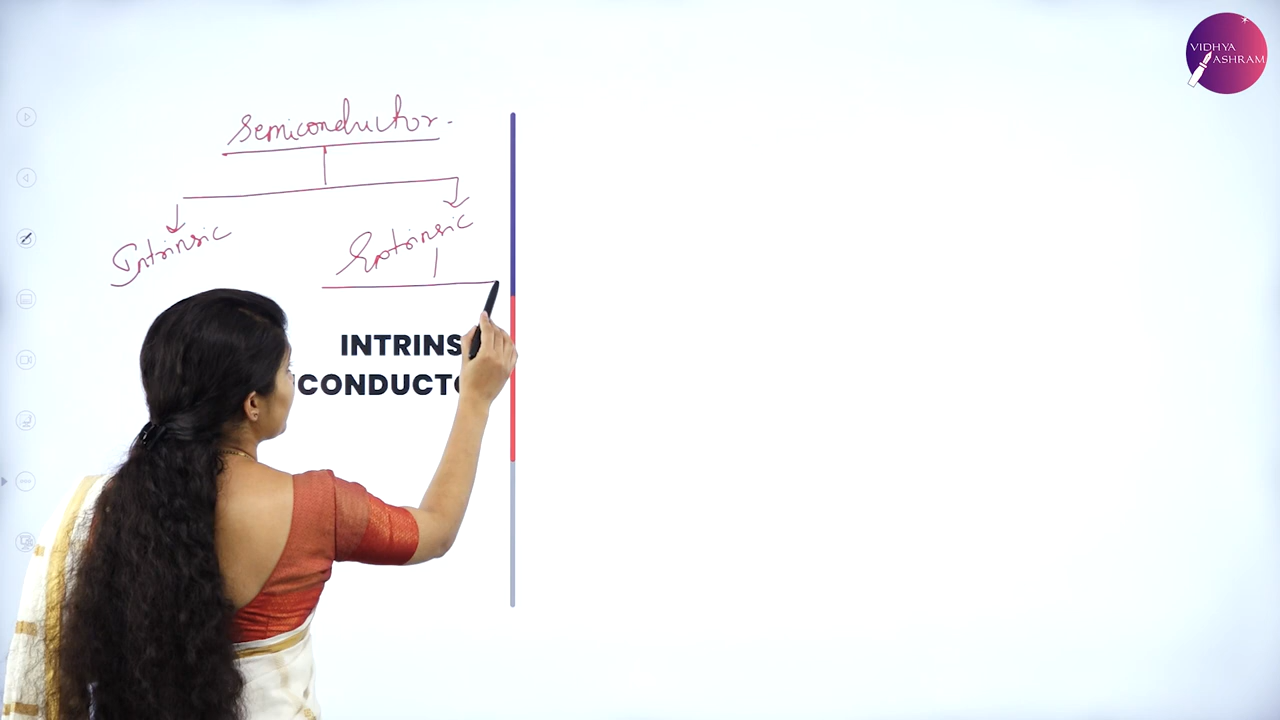 VIDHYA
ASHRAM
Semiconductor.
Intrinsic
Extrinsic
INTRINS
CONDUCTO